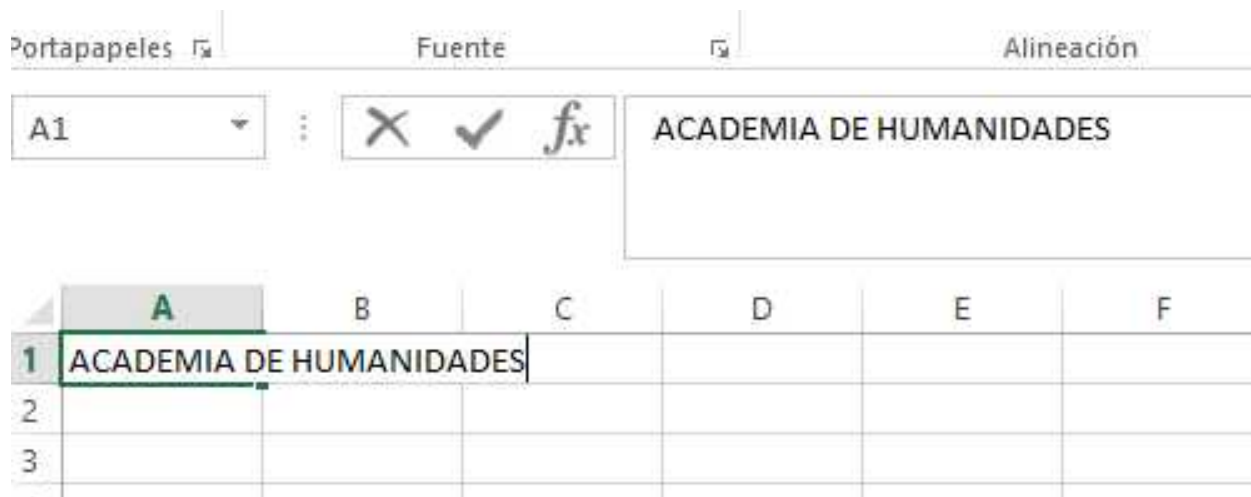 Portapapeles Fuente Alineación
A1 fx ACADEMIA DE HUMANIDADES
A B C D E F
1 ACADEMIA DE HUMANIDADES
2
3